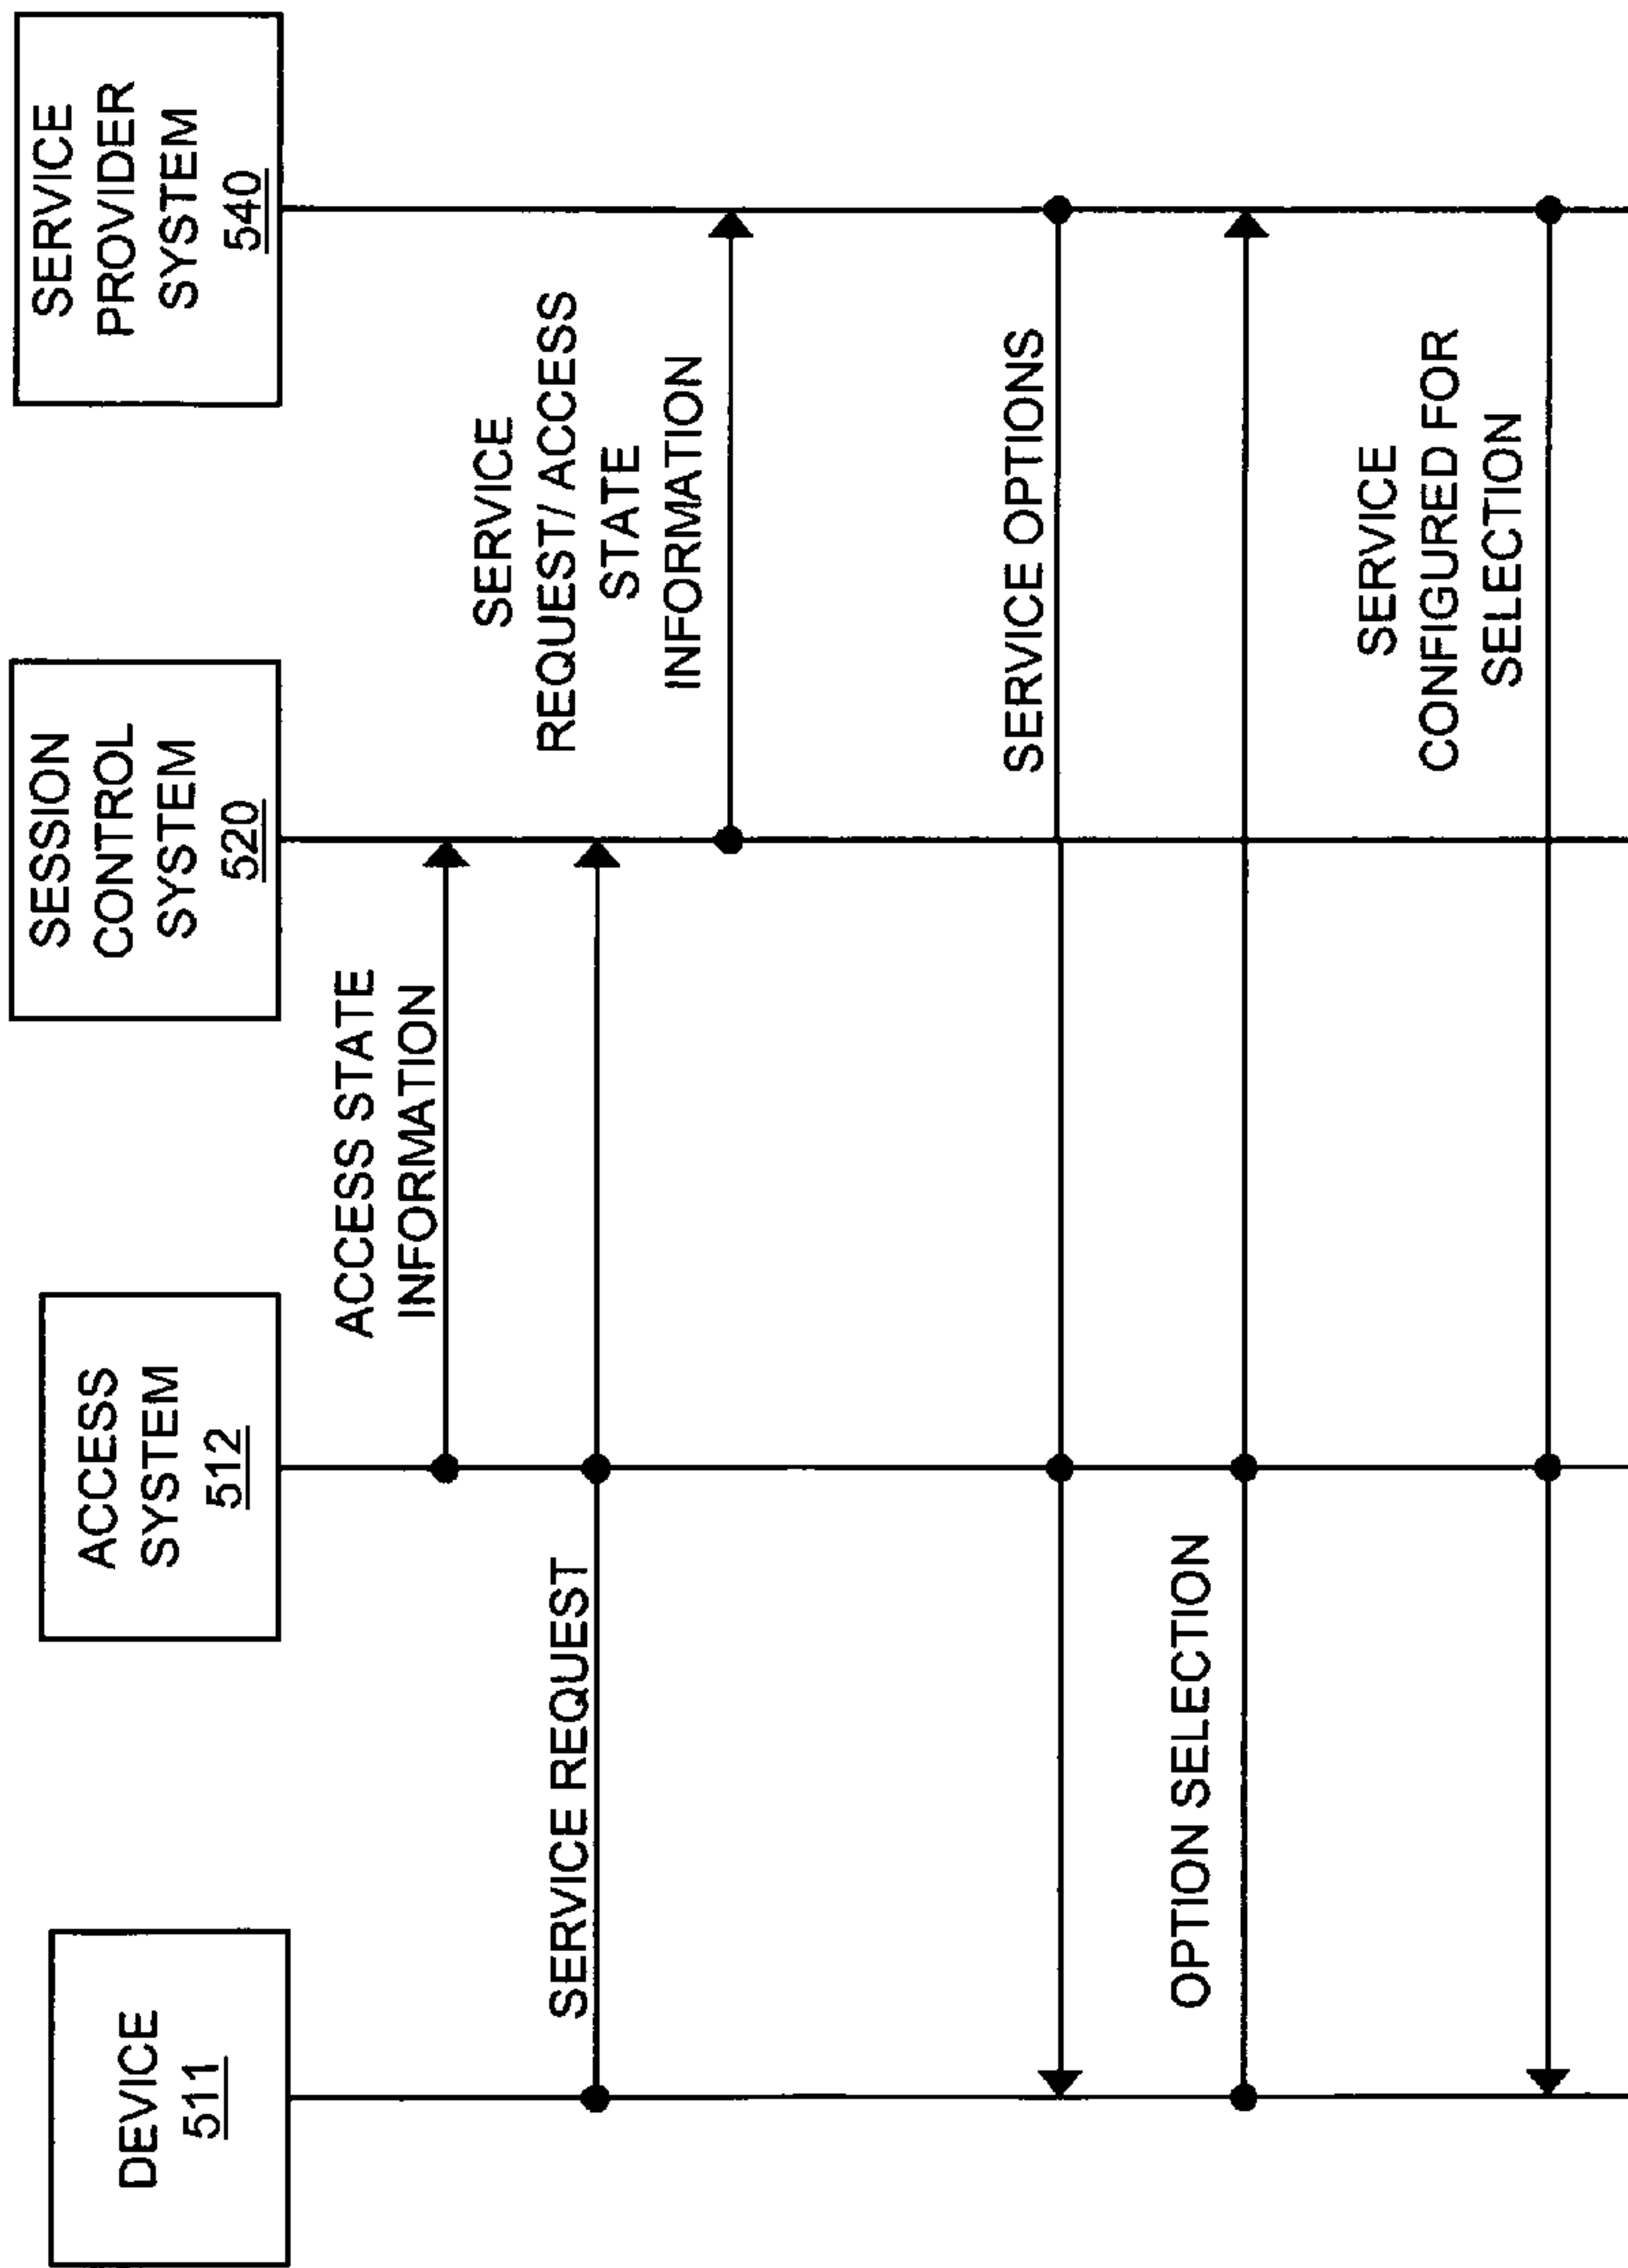 DEVICE
511
ACCESS
SYSTEM
512
SESSION
CONTROL
SYSTEM
520
SERVICE
PROVIDER
SYSTEM
540
ACCESS STATE
INFORMATION
SERVICE REQUEST
SERVICE
REQUEST/ ACCESS
STATE
INFORMATION
SERVICE OPTIONS
OPTION SELECTION
SERVICE
CONFIGURED FOR
SELECTION